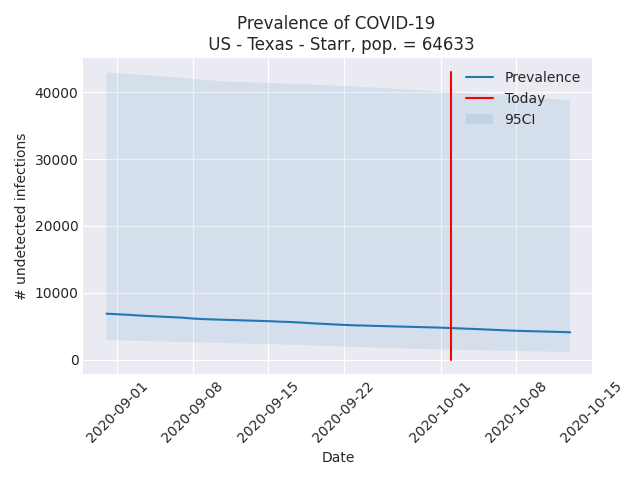 Prevalence of COVID-19
US - Texas - Starr, pop. = 64633
Prevalence
Today
95CI
# undetected infections
40000
30000
20000
10000
0
2020-09-01
2020-09-08
2020-09-15
2020-09-22
2020-10-01
2020-10-08
2020-10-15
Date